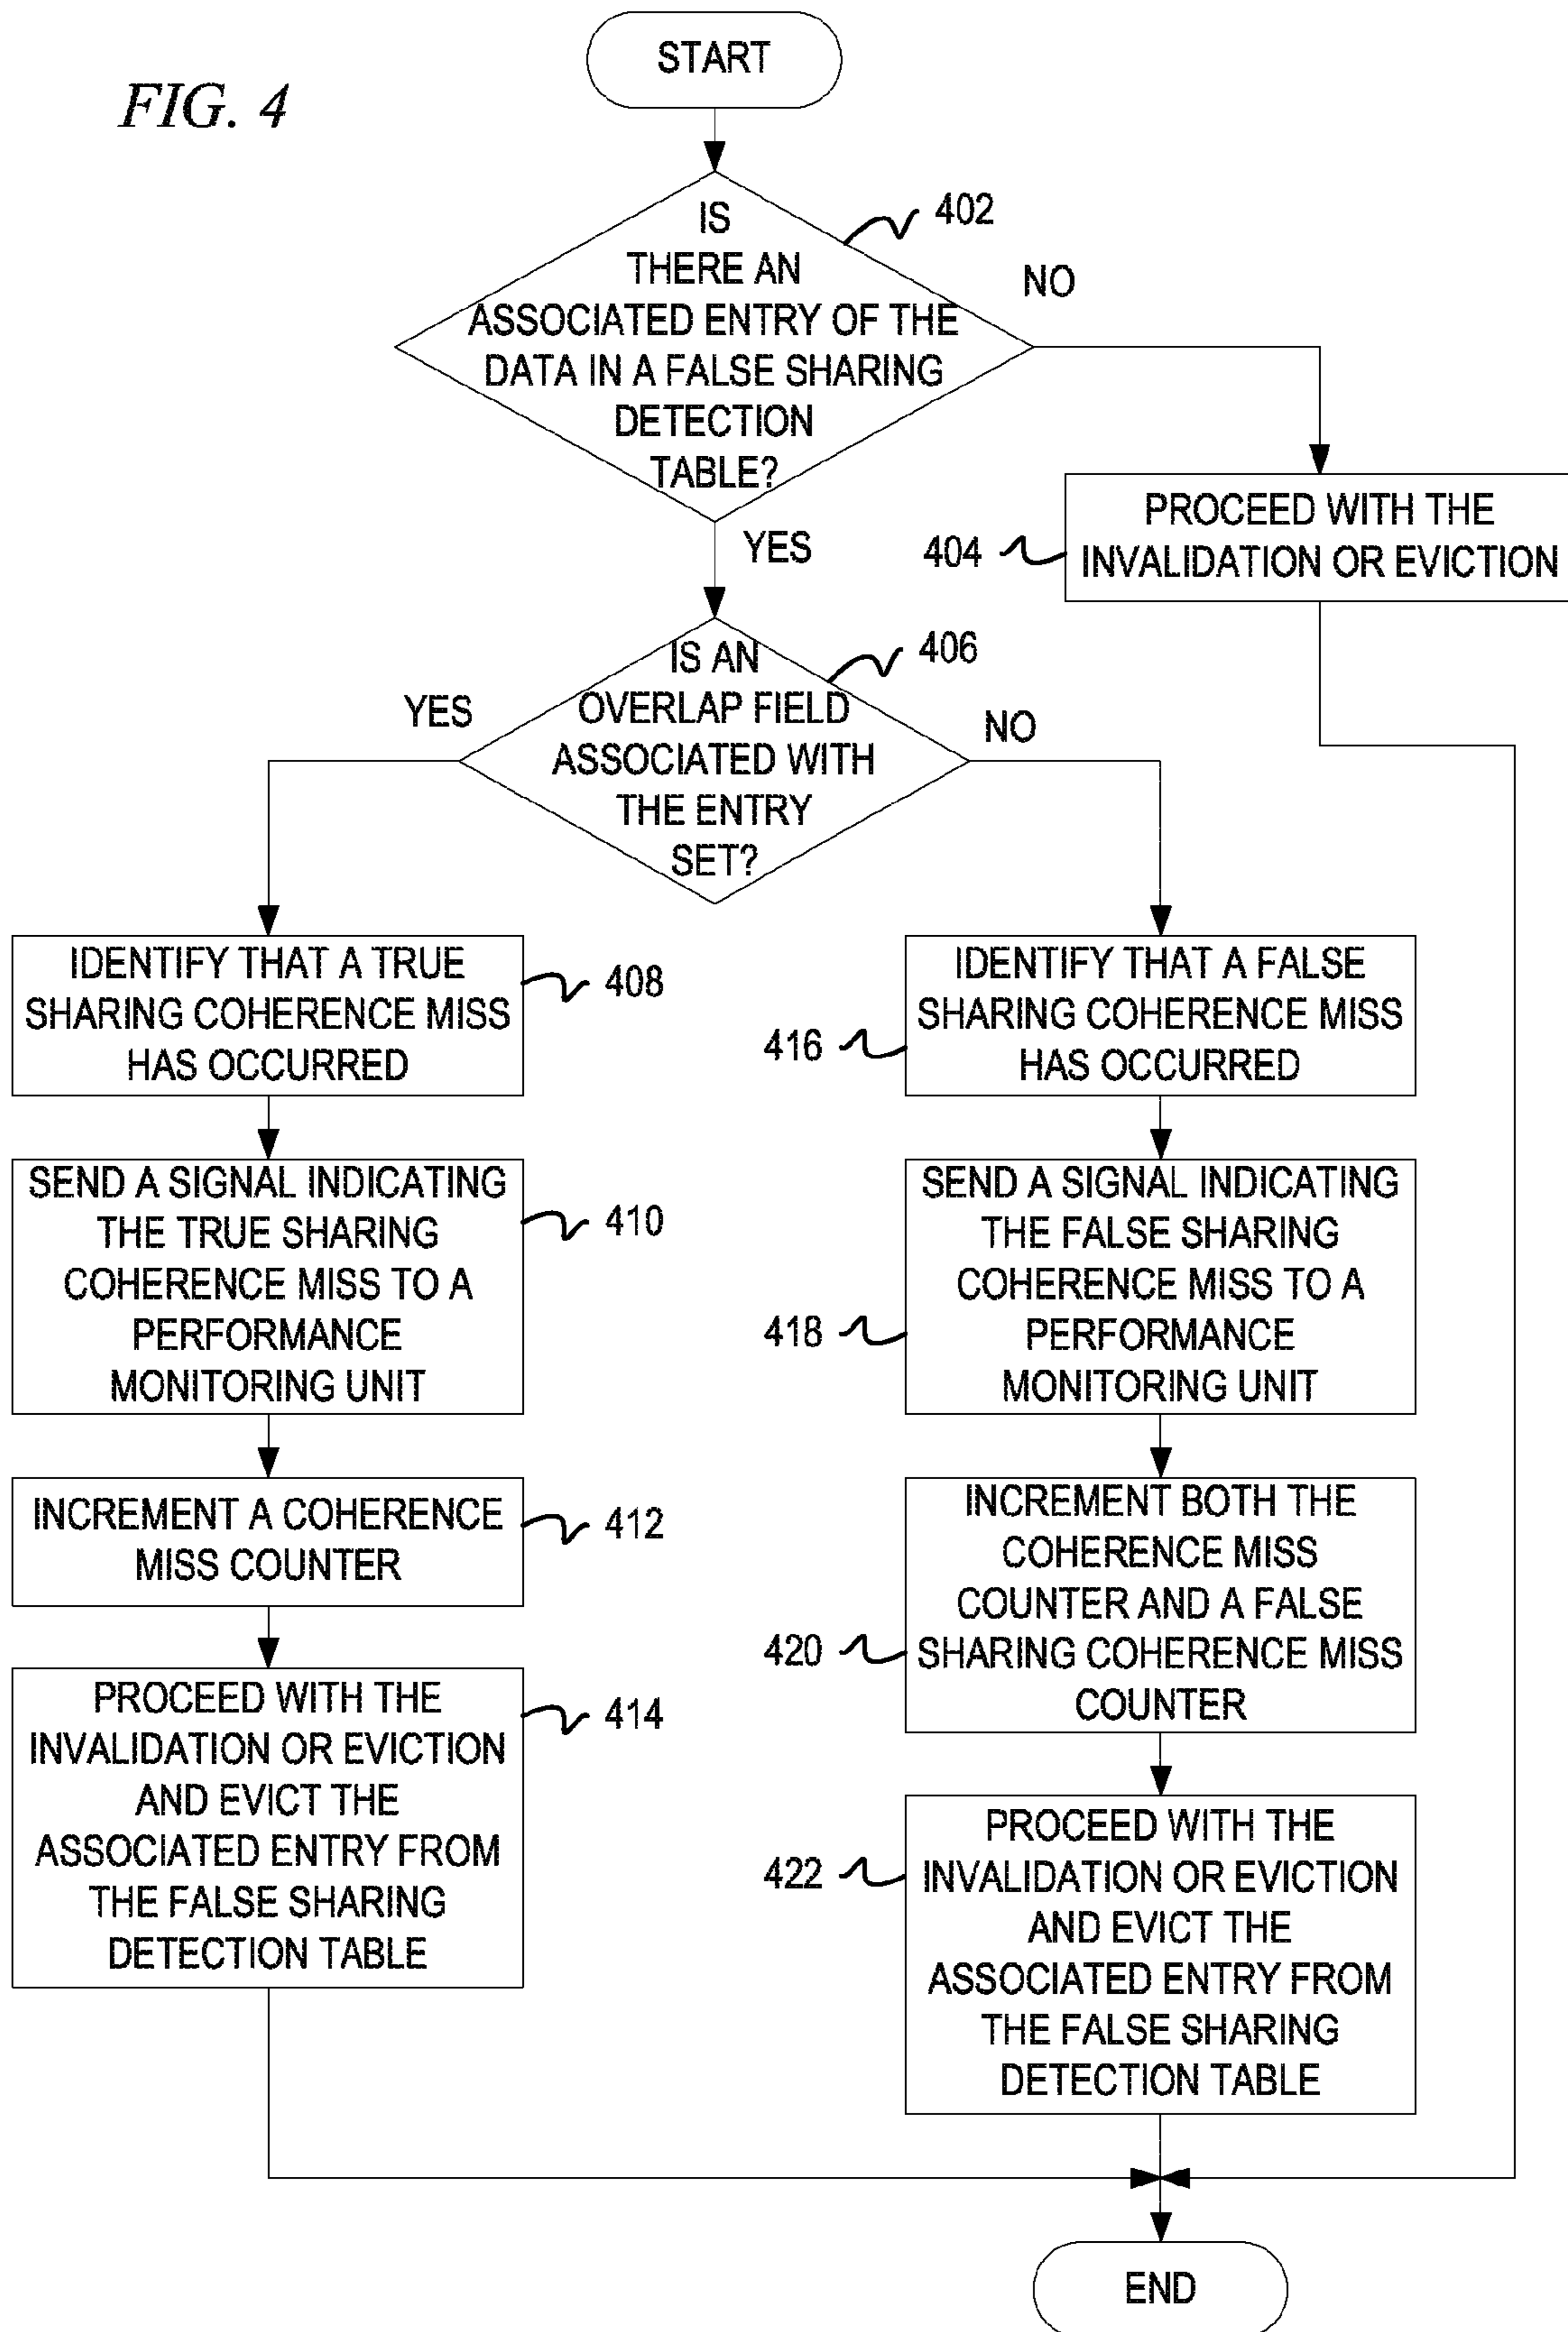 FIG. 4
START
IS
THERE AN
ASSOCIATED ENTRY OF THE
DATA IN A FALSE SHARING
DETECTION
TABLE?
402
NO
YES
404
PROCEED WITH THE
INVALIDATION OR EVICTION
IS AN
OVERLAP FIELD
ASSOCIATED WITH
THE ENTRY
SET?
406
YES
NO
IDENTIFY THAT A TRUE
SHARING COHERENCE MISS
HAS OCCURRED
408
SEND A SIGNAL INDICATING
THE TRUE SHARING
COHERENCE MISS TO A
PERFORMANCE
MONITORING UNIT
410
INCREMENT A COHERENCE
MISS COUNTER
412
PROCEED WITH THE
INVALIDATION OR EVICTION
AND EVICT THE
ASSOCIATED ENTRY FROM
THE FALSE SHARING
DETECTION TABLE
414
IDENTIFY THAT A FALSE
SHARING COHERENCE MISS
HAS OCCURRED
416
SEND A SIGNAL INDICATING
THE FALSE SHARING
COHERENCE MISS TO A
PERFORMANCE
MONITORING UNIT
418
INCREMENT BOTH THE
COHERENCE MISS
COUNTER AND A FALSE
SHARING COHERENCE MISS
COUNTER
420
PROCEED WITH THE
INVALIDATION OR EVICTION
AND EVICT THE
ASSOCIATED ENTRY FROM
THE FALSE SHARING
DETECTION TABLE
422
END